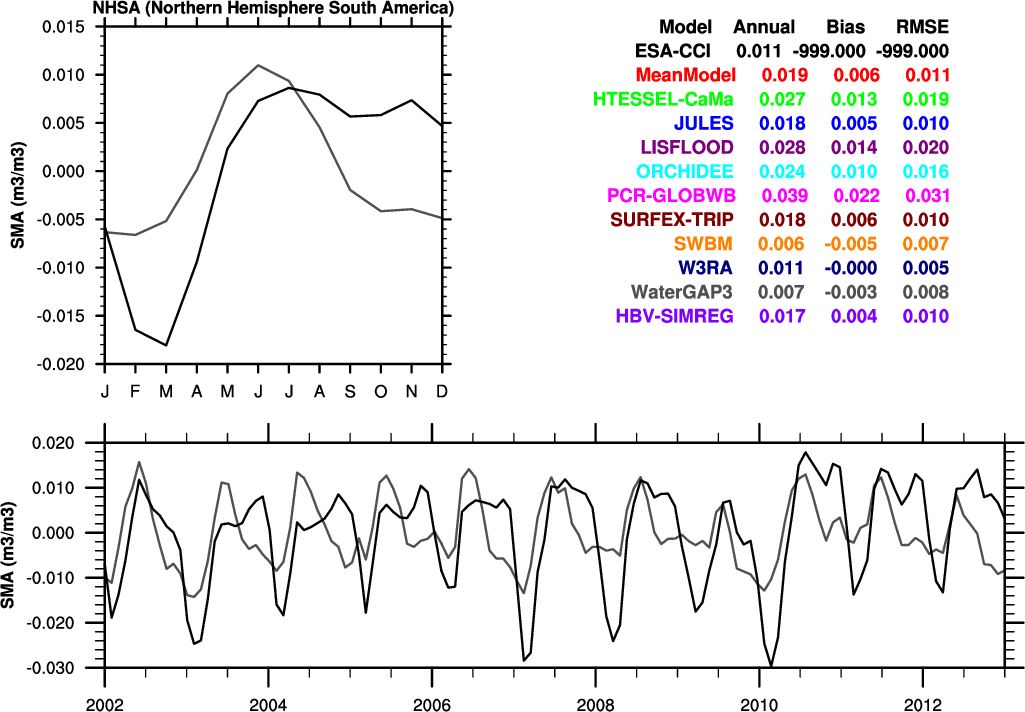 NHSA (Northern Hemisphere South America)
0.015
0.010
0.005
0.000
-0.005
-0.010
-0.015
-0.020
SMA (m3/m3)
J F M A M J J A S O N D
Model Annual Bias RMSE
ESA-CCI 0.011 -999.000 -999.000
MeanModel 0.019 0.006 0.011
HTESSEL-CaMa 0.027 0.013 0.019
JULES 0.018 0.005 0.010
LISFLOOD 0.028 0.014 0.020
ORCHIDEE 0.024 0.010 0.016
PCR-GLOBWB 0.039 0.022 0.031
SURFEX-TRIP 0.018 0.006 0.010
SWBM 0.006 -0.005 0.007
W3RA 0.011 -0.000 0.005
WaterGAP3 0.007 -0.003 0.008
HBV-SIMREG 0.017 0.004 0.010
0.020
0.010
0.000
-0.010
-0.020
-0.030
SMA (m3/m3)
2002 2004 2006 2008 2010 2012